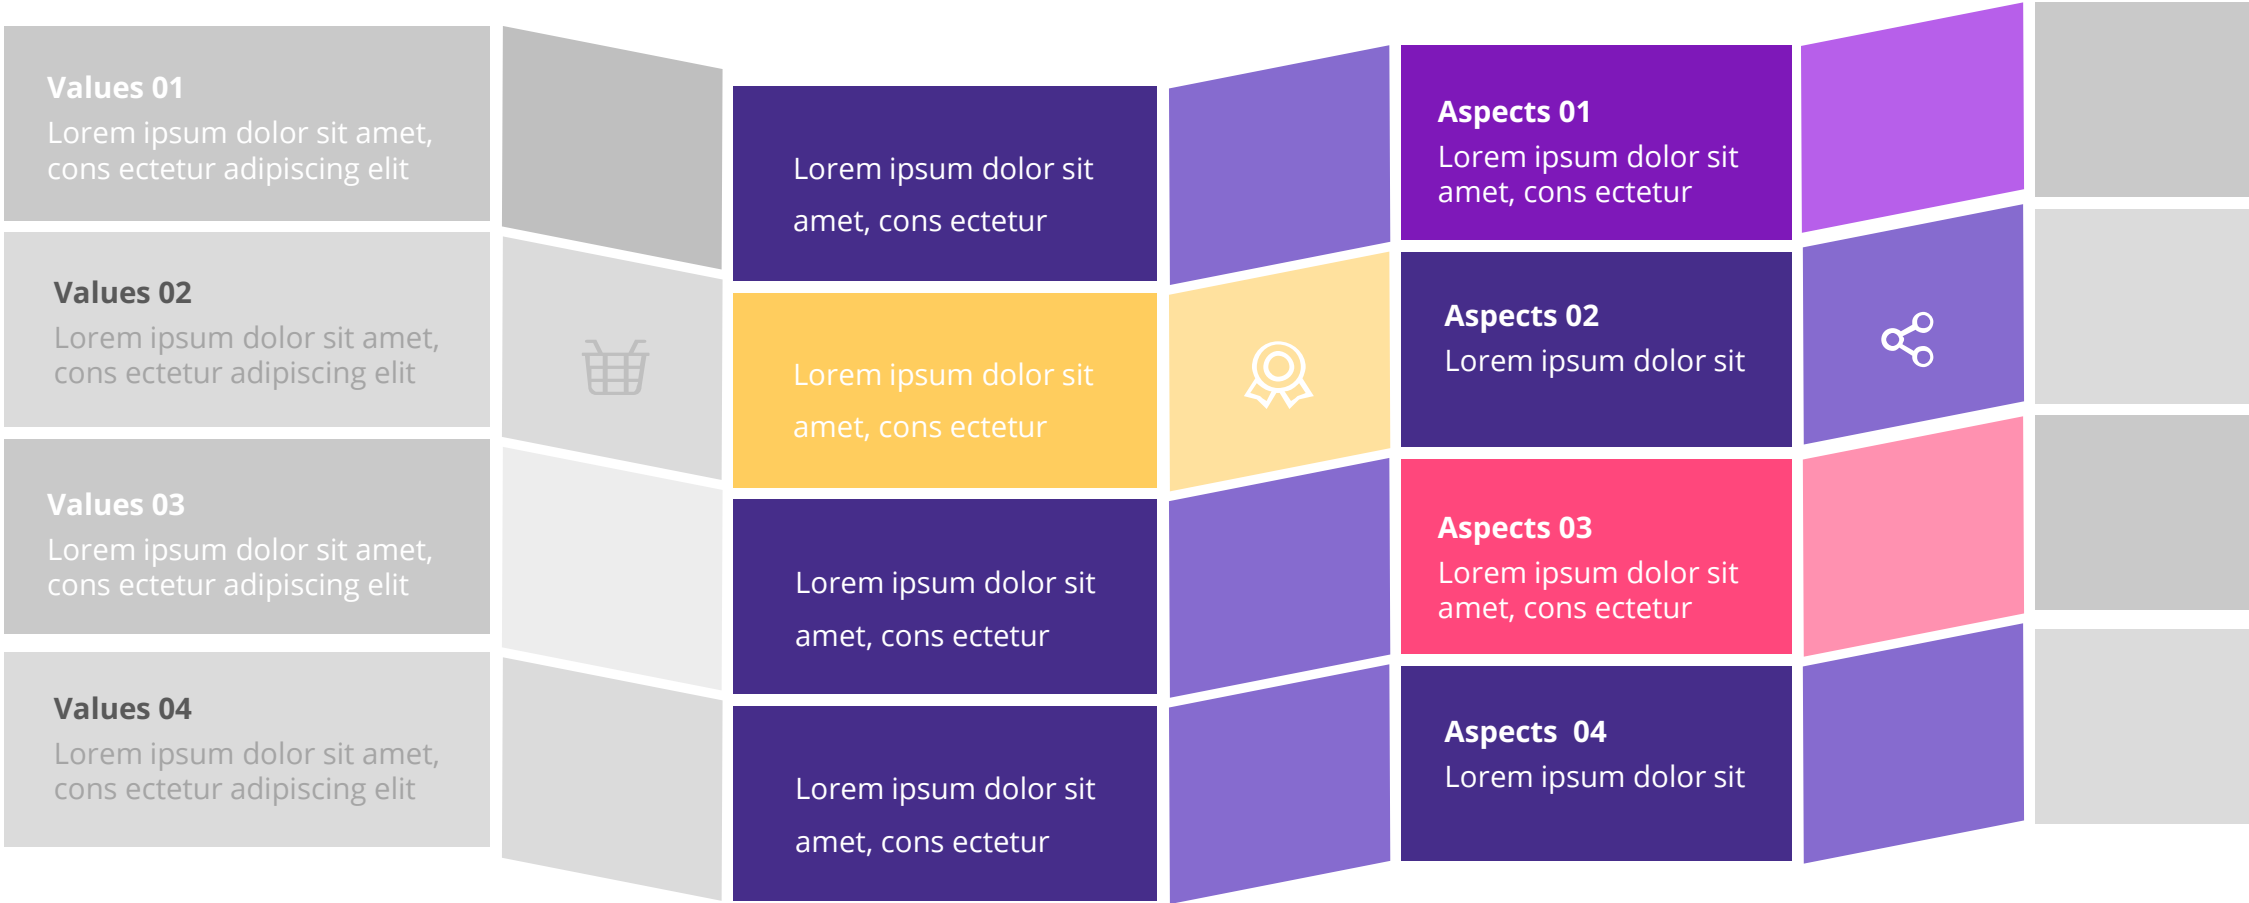 Values 01
Lorem ipsum dolor sit amet,
cons ectetur adipiscing elit
Values 02
Lorem ipsum dolor sit amet,
cons ectetur adipiscing elit
Values 03
Lorem ipsum dolor sit amet,
cons ectetur adipiscing elit
Values 04
Lorem ipsum dolor sit amet,
cons ectetur adipiscing elit
Lorem ipsum dolor sit
amet, cons ectetur
Lorem ipsum dolor sit
amet, cons ectetur
Lorem ipsum dolor sit
amet, cons ectetur
Lorem ipsum dolor sit
amet, cons ectetur
Aspects 01
Lorem ipsum dolor sit
amet, cons ectetur
Aspects 02
Lorem ipsum dolor sit
Aspects 03
Lorem ipsum dolor sit
amet, cons ectetur
Aspects  04
Lorem ipsum dolor sit